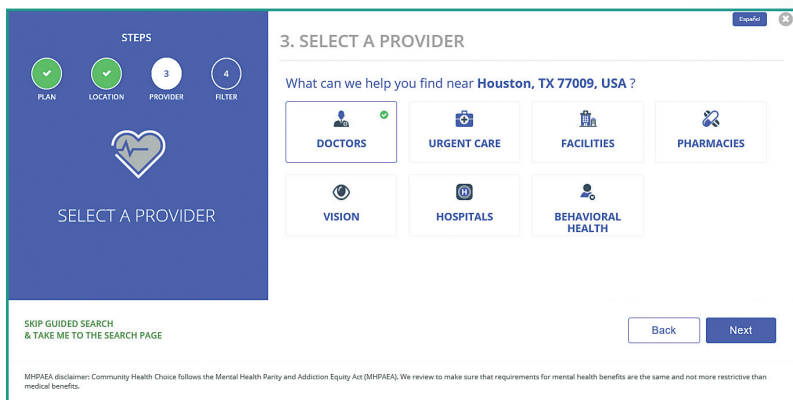 Español
STEPS
3
4
PLAN
LOCATION
PROVIDER
FILTER
SELECT A PROVIDER
3. SELECT A PROVIDER
What can we help you find near Houston, TX 77009, USA ?
DOCTORS
URGENT CARE
FACILITIES
PHARMACIES
VISION
H
HOSPITALS
BEHAVIORAL
HEALTH
SKIP GUIDED SEARCH
& TAKE ME TO THE SEARCH PAGE
Back
Next
MHPAEA disclaimer: Community Health Choice follows the Mental Health Parity and Addiction Equity Act (MHPAEA). We review to make sure that requirements for mental health benefits are the same and not more restrictive than
medical benefits.